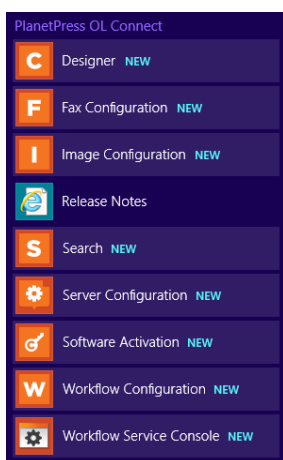 PlanetPress OL Connect
C Designer NEW
F Fax Configuration NEW
I Image Configuration NEW
Release Notes
S Search NEW
Server Configuration NEW
Software Activation NEW
W Workflow Configuration NEW
Workflow Service Console NEW